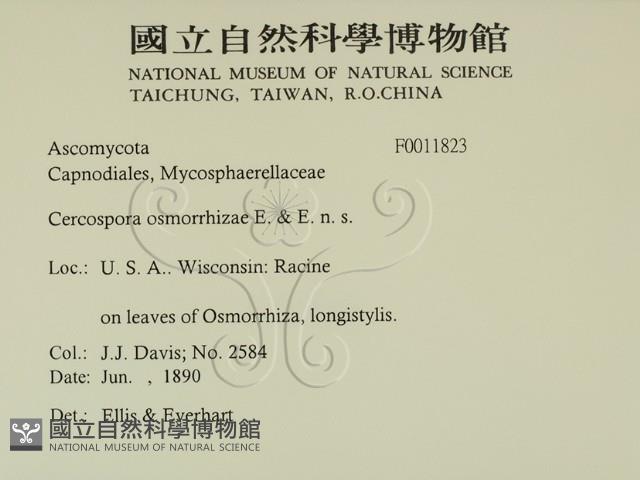 國立自然科學博物館
NATIONAL MUSEUM OF NATURAL SCIENCE
TAICHUNG, TAIWAN, R.O.CHINA
Ascomycota F0011823
Capnodiales, Mycosphaerellaceae
Cercospora osmorrhizae E. & E. n. s.
Loc.: U. S. A.. Wisconsin: Racine
on leaves of Osmorrhiza, longistylis.
Col.: J.J. Davis; No. 2584
Date: Jun. , 1890
Det.: Ellis & Everhart
國立自然科學博物館
NATIONAL MUSEUM OF NATURAL SCIENCE